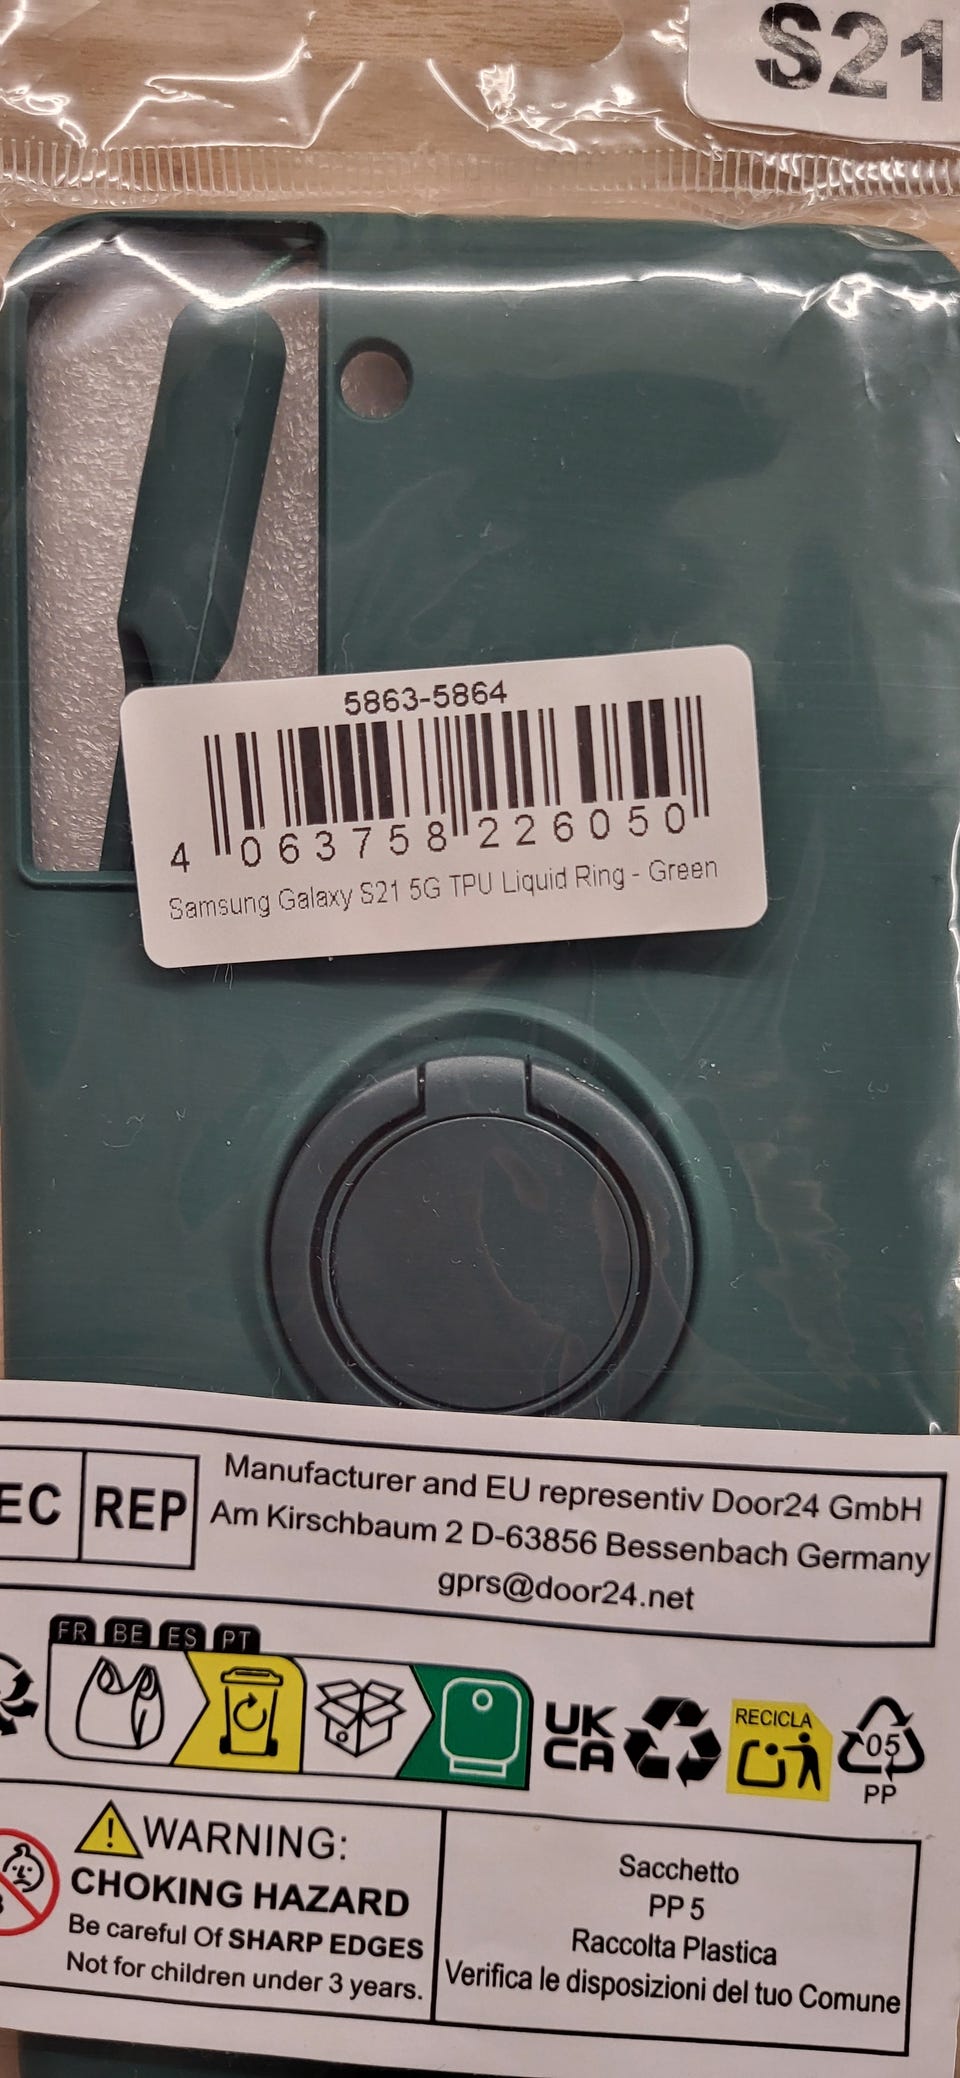 S21
5863-5864
4 063758 226050
Samsung Galaxy S21 5G TPU Liquid Ring - Green
EC REP
Manufacturer and EU representiv Door24 GmbH
Am Kirschbaum 2 D-63856 Bessenbach Germany
gprs@door24.net
FR BE ES PT
UK
CA
RECICLA
05
PP
WARNING:
CHOKING HAZARD
Be careful Of SHARP EDGES
Not for children under 3 years.
Sacchetto
PP 5
Raccolta Plastica
Verifica le disposizioni del tuo Comune